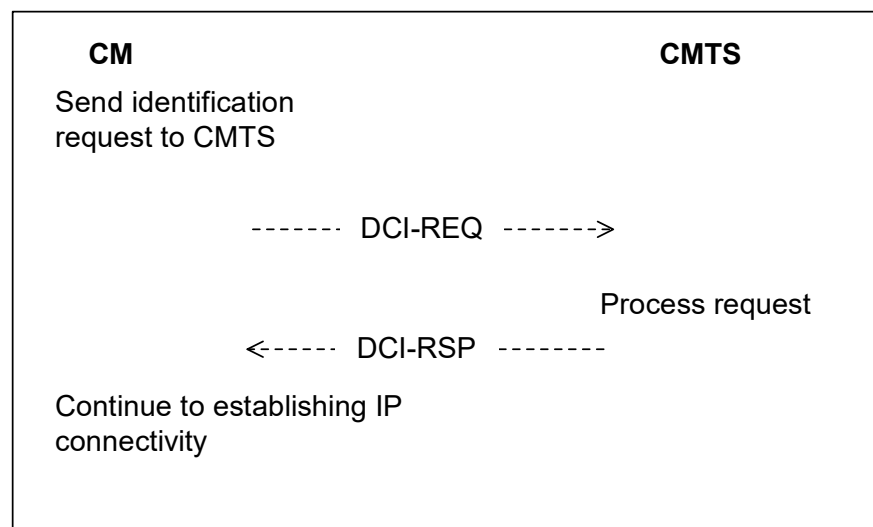 CM CMTS
Send identification
request to CMTS
DCI-REQ
Process request
DCI-RSP
Continue to establishing IP
connectivity